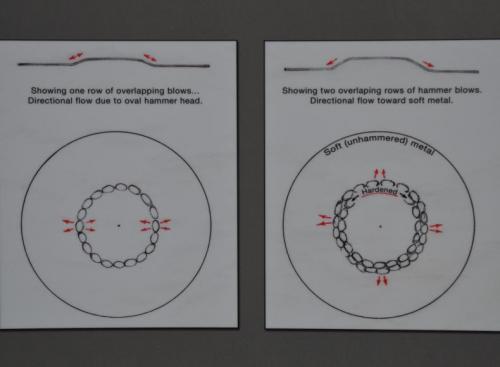 Showing one row of overlapping blows...
Directional flow due to oval hammer head.
Showing two overlaping rows of hammer blows.
Directional flow toward soft metal.
Soft (unhammered) metal
Hardened